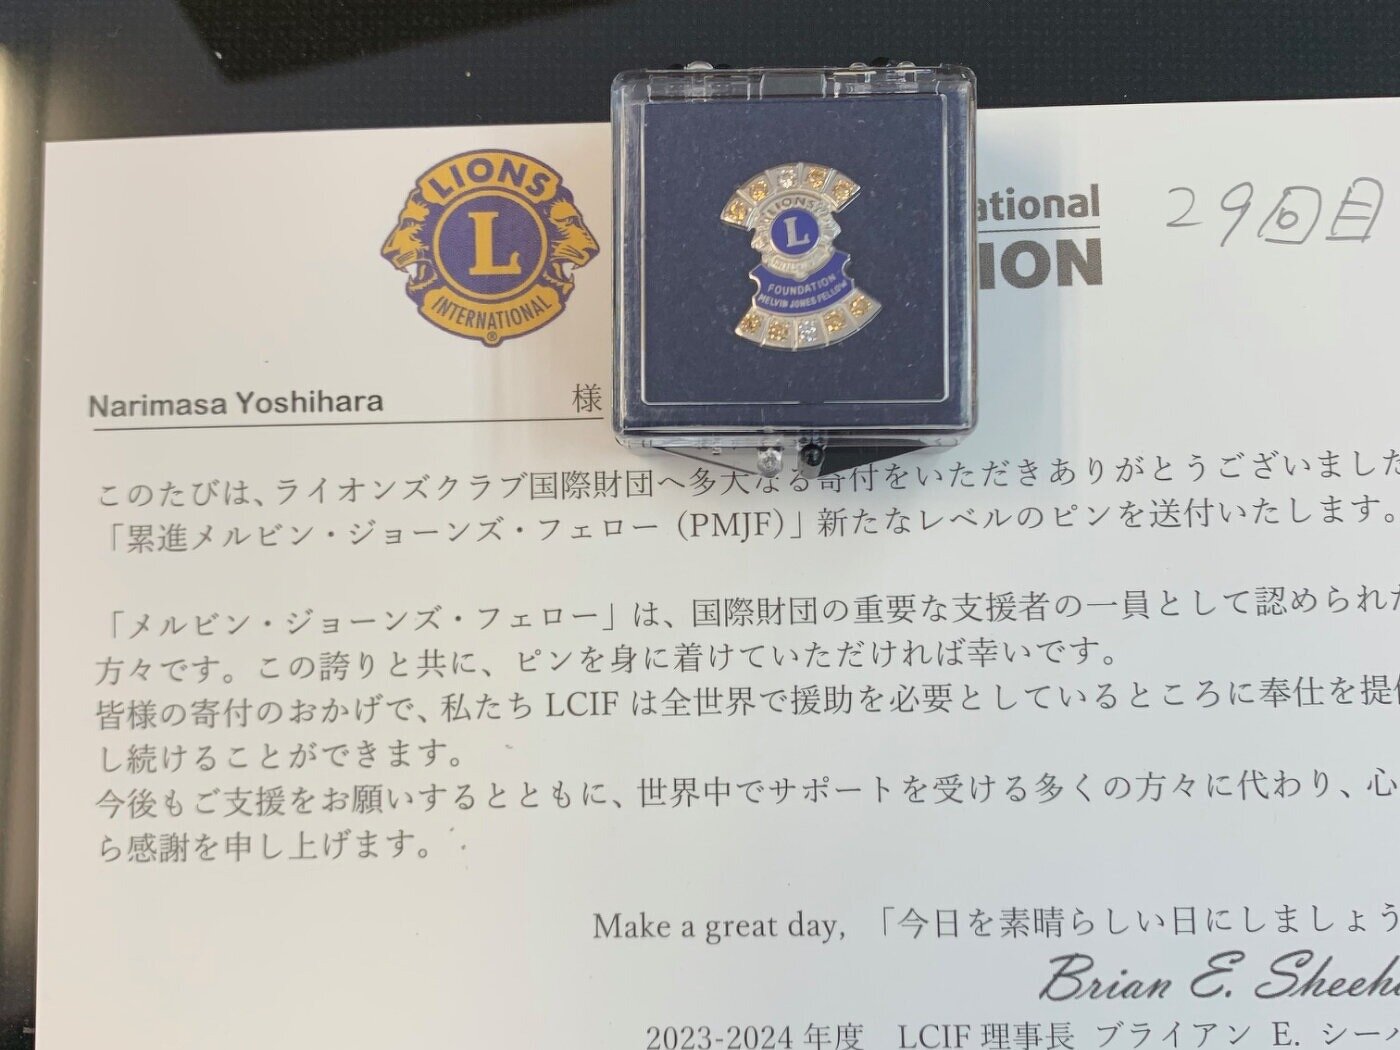 LIONS
L
INTERNATIONAL
®
LIONS
L
FOUNDATION
MELVIN JONES FELLOW
ational
ION
29回目
Narimasa Yoshihara 様
このたびは、ライオンズクラブ国際財団へ多大なる寄付をいただきありがとうございました
「累進メルビン・ジョーンズ・フェロー（PMJF）」新たなレベルのピンを送付いたします。
「メルビン・ジョーンズ・フェロー」は、国際財団の重要な支援者の一員として認められた
方々です。この誇りと共に、ピンを身に着けていただければ幸いです。
皆様の寄付のおかげで、私たち LCIF は全世界で援助を必要としているところに奉仕を提供
し続けることができます。
今後もご支援をお願いするとともに、世界中でサポートを受ける多くの方々に代わり、心
ら感謝を申し上げます。
Make a great day, 「今日を素晴らしい日にしましょう
Brian E. Sheeh
2023-2024 年度 LCIF 理事長 ブライアン E. シー